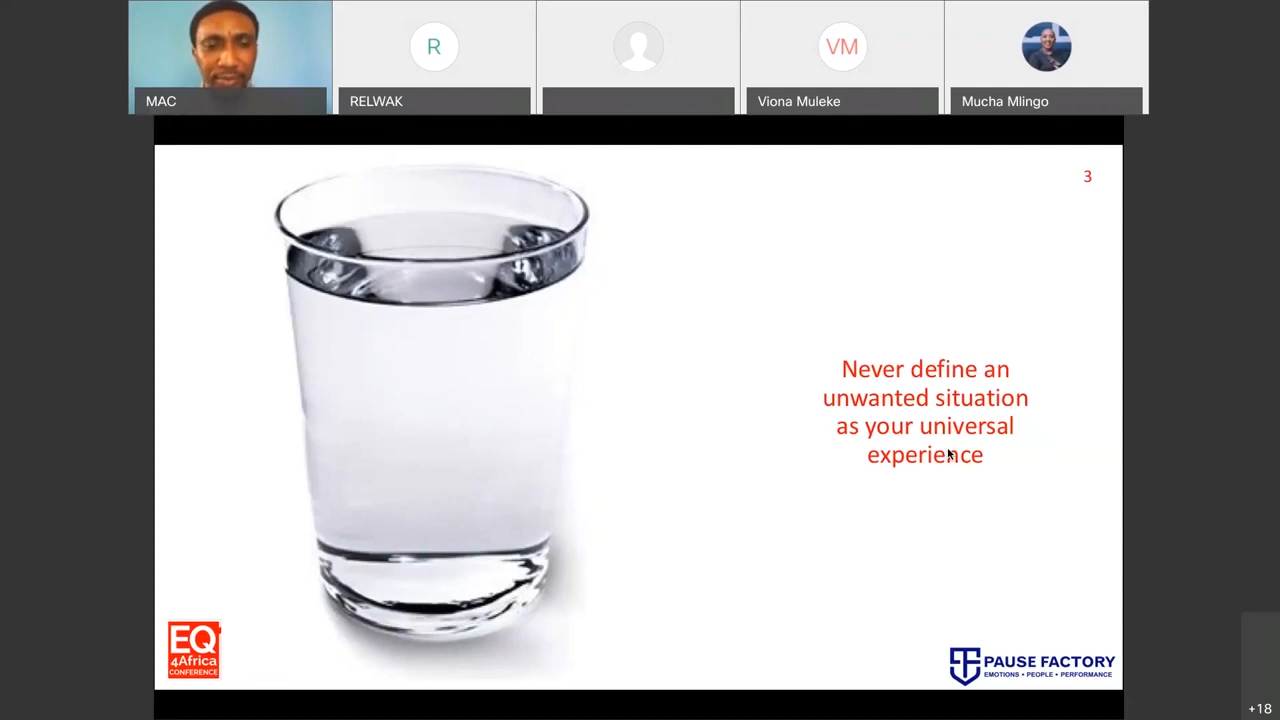 MAC
R
RELWAK
VM
Viona Muleke
Mucha Mlingo
3
Never define an
unwanted situation
as your universal
experience
EQ
4Africa
CONFERENCE
PAUSE FACTORY
EMOTIONS • PEOPLE • PERFORMANCE
+18